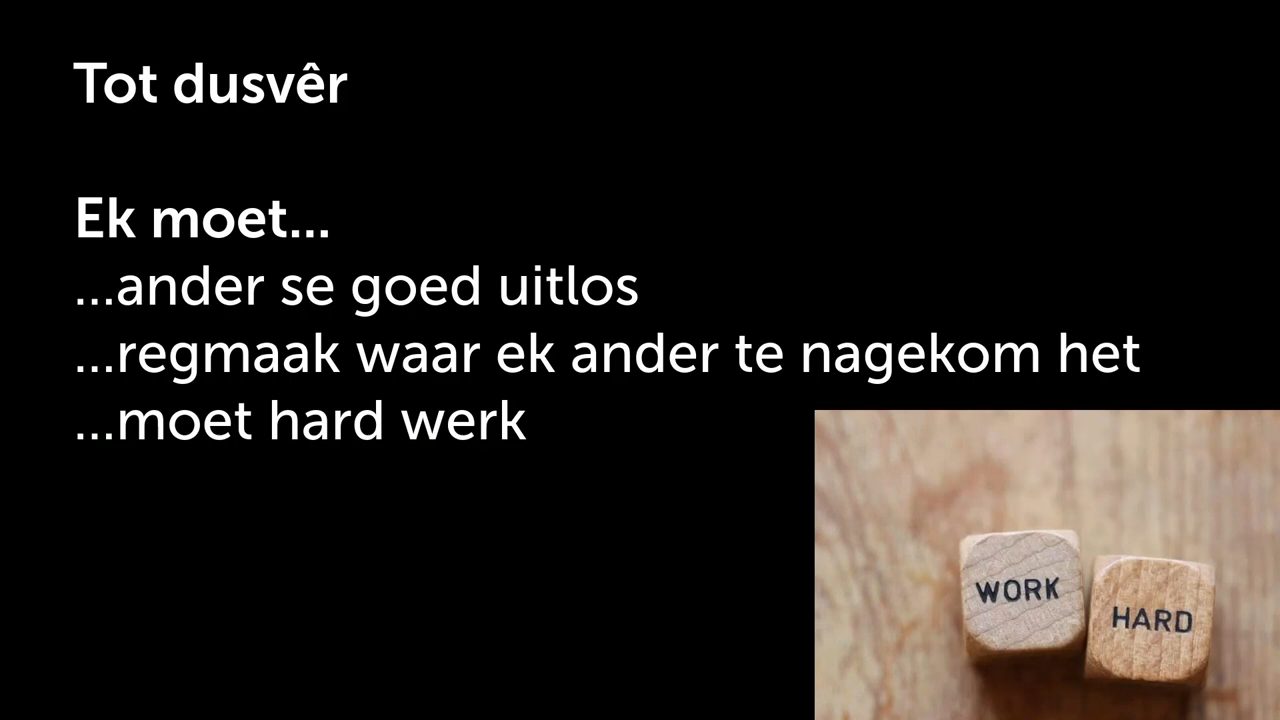 Tot dusvêr
Ek moet...
...ander se goed uitlos
...regmaak waar ek ander te nagekom het
...moet hard werk
WORK
HARD